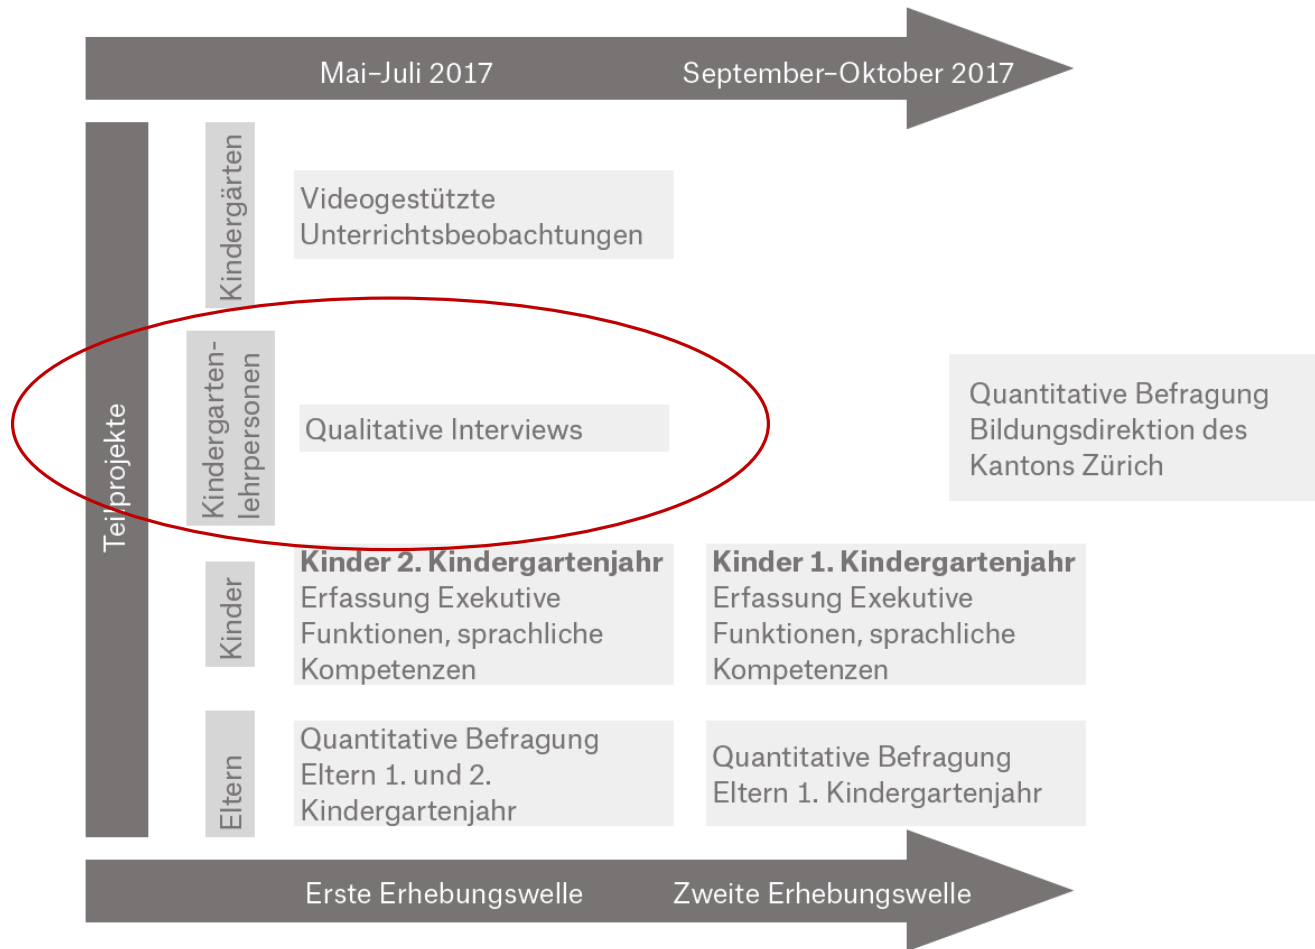 Mai–Juli 2017
September–Oktober 2017
Teilprojekte
Kindergärten
Videogestützte
Unterrichtsbeobachtungen
Kindergarten-
lehrpersonen
Qualitative Interviews
Quantitative Befragung
Bildungsdirektion des
Kantons Zürich
Kinder
Kinder 2. Kindergartenjahr
Erfassung Exekutive
Funktionen, sprachliche
Kompetenzen
Kinder 1. Kindergartenjahr
Erfassung Exekutive
Funktionen, sprachliche
Kompetenzen
Eltern
Quantitative Befragung
Eltern 1. und 2.
Kindergartenjahr
Quantitative Befragung
Eltern 1. Kindergartenjahr
Erste Erhebungswelle
Zweite Erhebungswelle